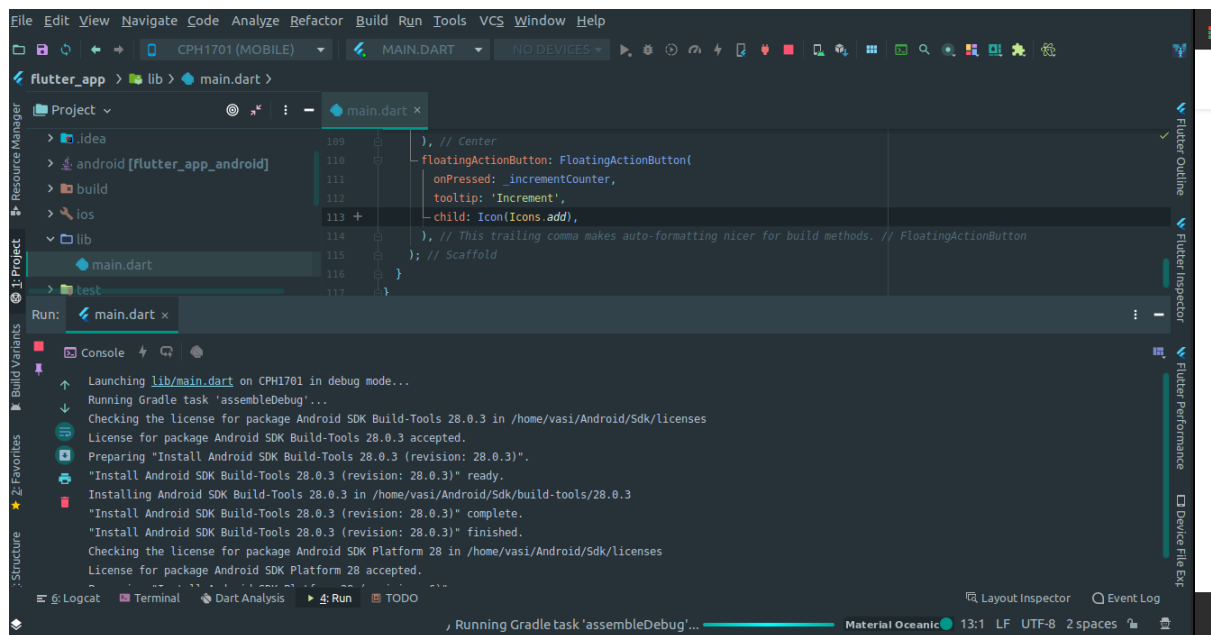 File Edit View Navigate Code Analyze Refactor Build Run Tools VCS Window Help
CPH1701 (MOBILE) MAIN.DART NO DEVICES
flutter_app lib main.dart
Project main.dart ×
.idea
android [flutter_app_android]
build
ios
lib
main.dart
test
109 ), // Center
110 floatingActionButton: FloatingActionButton(
111 onPressed: _incrementCounter,
112 tooltip: 'Increment',
113 + child: Icon(Icons.add),
114 ), // This trailing comma makes auto-formatting nicer for build methods. // FloatingActionButton
115 ); // Scaffold
116 }
117 }
Resource Manager
1: Project
Build Variants
2: Favorites
Structure
Flutter Outline
Flutter Inspector
Flutter Performance
Device File Exp
Run: main.dart ×
Console
Launching lib/main.dart on CPH1701 in debug mode...
Running Gradle task 'assembleDebug'...
Checking the license for package Android SDK Build-Tools 28.0.3 in /home/vasi/Android/Sdk/licenses
License for package Android SDK Build-Tools 28.0.3 accepted.
Preparing "Install Android SDK Build-Tools 28.0.3 (revision: 28.0.3)".
"Install Android SDK Build-Tools 28.0.3 (revision: 28.0.3)" ready.
Installing Android SDK Build-Tools 28.0.3 in /home/vasi/Android/Sdk/build-tools/28.0.3
"Install Android SDK Build-Tools 28.0.3 (revision: 28.0.3)" complete.
"Install Android SDK Build-Tools 28.0.3 (revision: 28.0.3)" finished.
Checking the license for package Android SDK Platform 28 in /home/vasi/Android/Sdk/licenses
License for package Android SDK Platform 28 accepted.
6: Logcat Terminal Dart Analysis 4: Run TODO Layout Inspector Event Log
Running Gradle task 'assembleDebug'... Material Oceanic 13:1 LF UTF-8 2 spaces